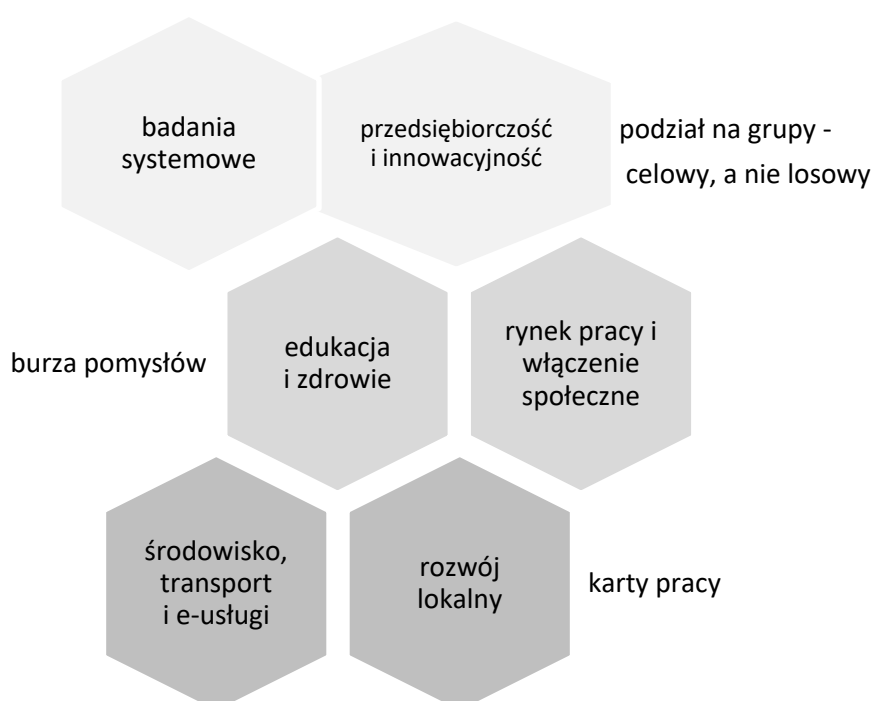 badania
systemowe
przedsiębiorczość
i innowacyjność
podział na grupy -
celowy, a nie losowy
burza pomysłów
edukacja
i zdrowie
rynek pracy i
włączenie
społeczne
środowisko,
transport
i e-usługi
rozwój
lokalny
karty pracy